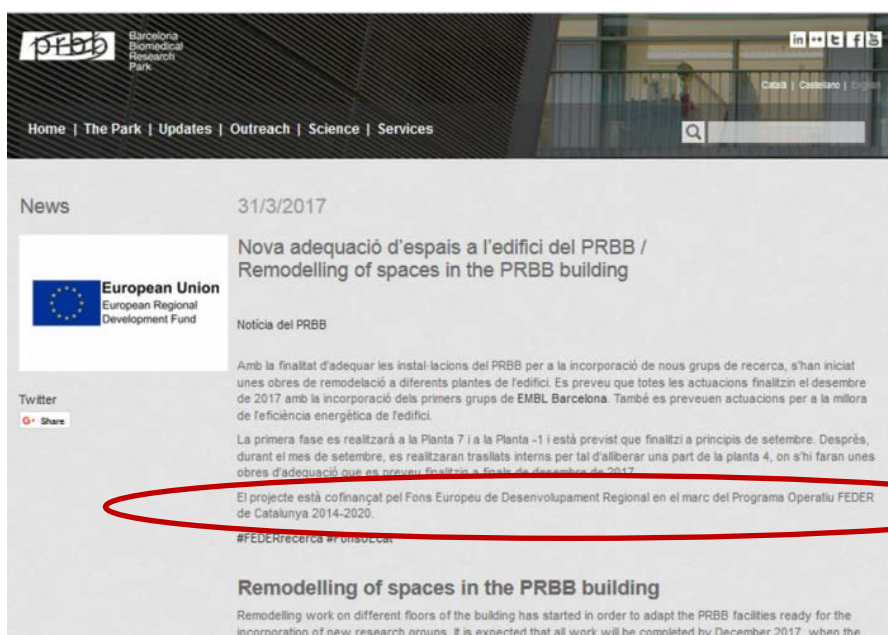 prbb
Barcelona
Biomedical
Research
Park
Català | Castellano | English
Home | The Park | Updates | Outreach | Science | Services
News
31/3/2017
Nova adequació d'espais a l'edifici del PRBB /
Remodelling of spaces in the PRBB building
European Union
European Regional
Development Fund
Notícia del PRBB
Amb la finalitat d'adequar les instal·lacions del PRBB per a la incorporació de nous grups de recerca, s'han iniciat
unes obres de remodelació a diferents plantes de l'edifici. Es preveu que totes les actuacions finalitzin el desembre
de 2017 amb la incorporació dels primers grups de EMBL Barcelona. També es preveuen actuacions per a la millora
de l'eficiència energètica de l'edifici.
Twitter
G+ Share
La primera fase es realitzarà a la Planta 7 i a la Planta -1 i està previst que finalitzi a principis de setembre. Desprès,
durant el mes de setembre, es realitzaran trasllats interns per tal d'alliberar una part de la planta 4, on s'hi faran unes
obres d'adequació que es preveu finalitzin a finals de desembre de 2017.
El projecte està cofinançat pel Fons Europeu de Desenvolupament Regional en el marc del Programa Operatiu FEDER
de Catalunya 2014-2020.
#FEDERrecerca #FonsUEcat
Remodelling of spaces in the PRBB building
Remodelling work on different floors of the building has started in order to adapt the PRBB facilities ready for the
incorporation of new research groups. It is expected that all work will be completed by December 2017, when the